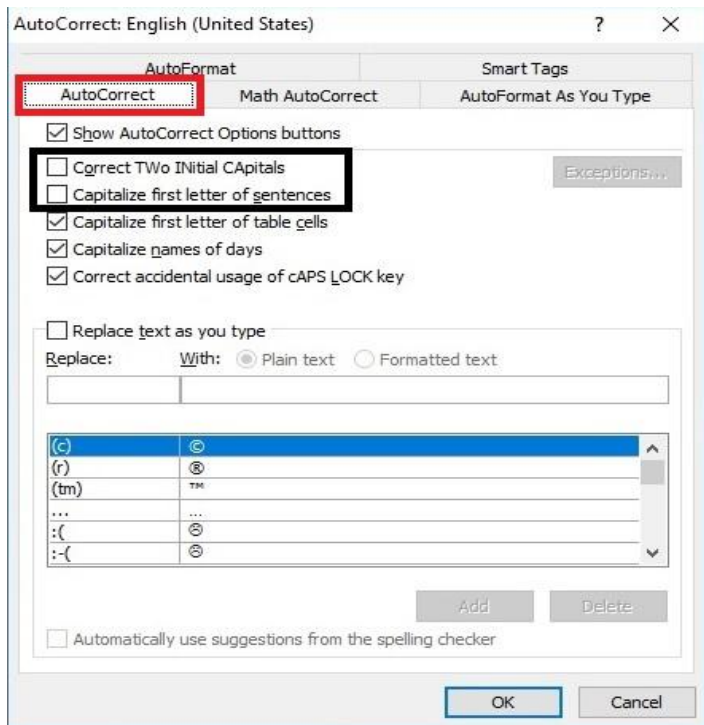 AutoCorrect: English (United States) ? X
AutoFormat Smart Tags
AutoCorrect Math AutoCorrect AutoFormat As You Type
Show AutoCorrect Options buttons
Correct TWo INitial CApitals Exceptions...
Capitalize first letter of sentences
Capitalize first letter of table cells
Capitalize names of days
Correct accidental usage of cAPS LOCK key
Replace text as you type
Replace: With: Plain text Formatted text
(c) ©
(r) ®
(tm) ™
... ...
:( ☹
:-( ☹
Add Delete
Automatically use suggestions from the spelling checker
OK Cancel